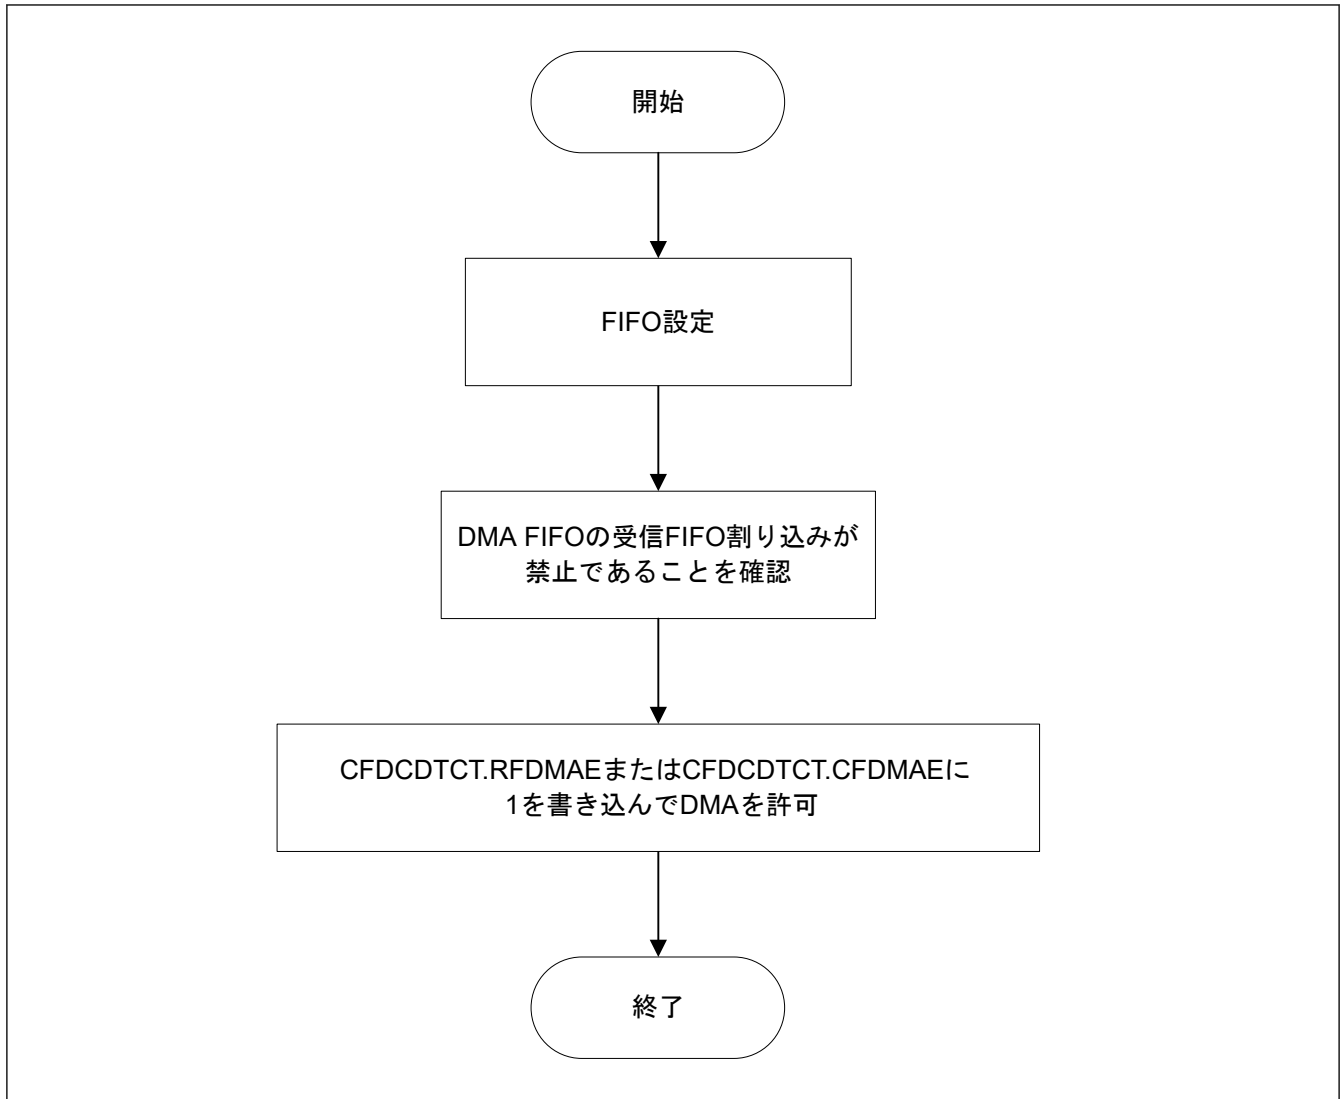 開始
FIFO設定
DMA FIFOの受信FIFO割り込みが
禁止であることを確認
CFDCDTCT.RFDMAEまたはCFDCDTCT.CFDMAEに
1を書き込んでDMAを許可
終了